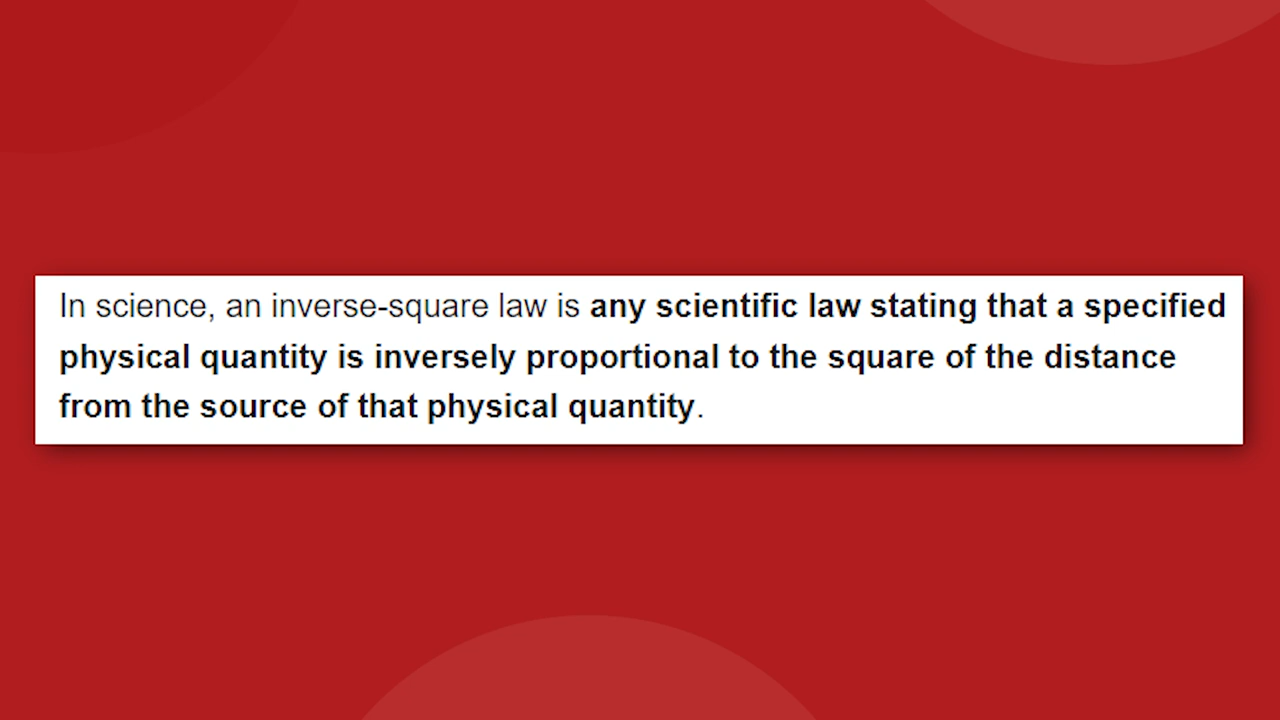 In science, an inverse-square law is any scientific law stating that a specified
physical quantity is inversely proportional to the square of the distance
from the source of that physical quantity.